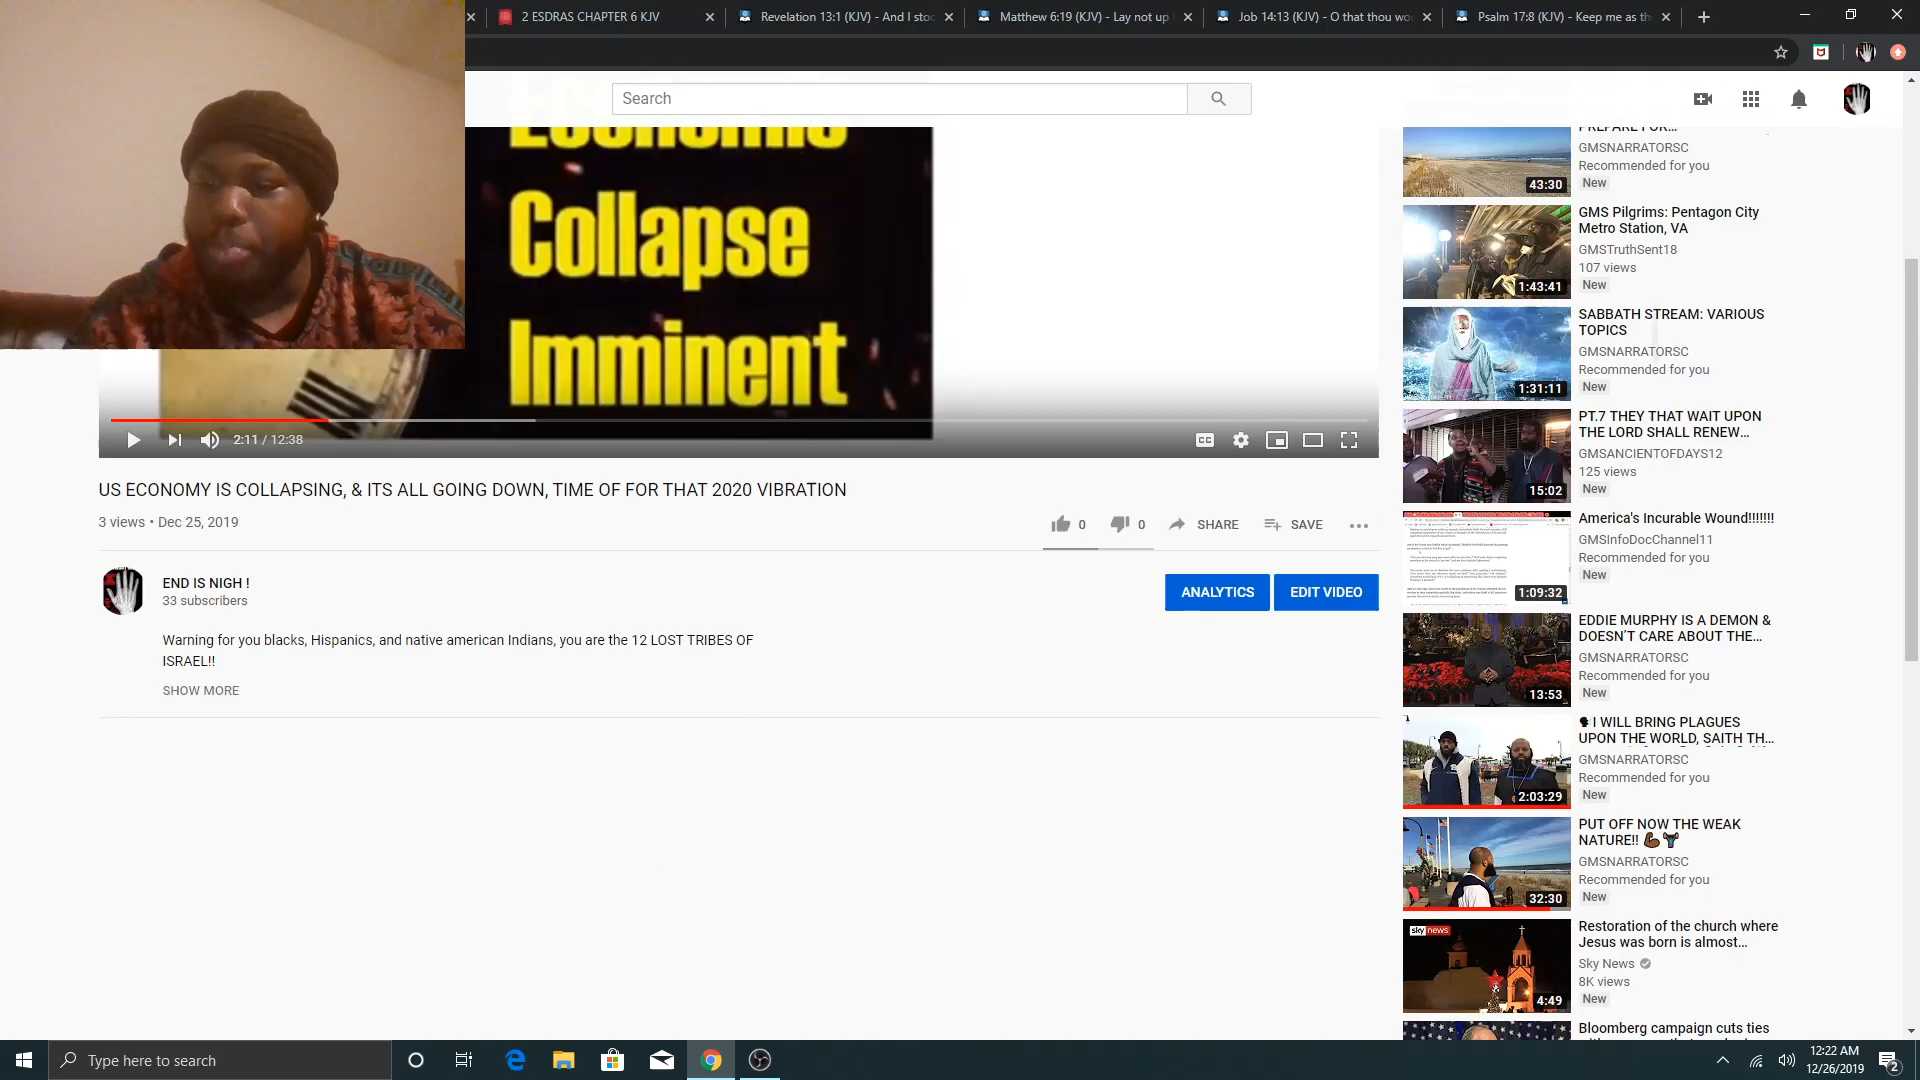 2 ESDRAS CHAPTER 6 KJV
Revelation 13:1 (KJV) - And I stoo
Matthew 6:19 (KJV) - Lay not up
Job 14:13 (KJV) - O that thou wo
Psalm 17:8 (KJV) - Keep me as th
Search
Economic
Collapse
Imminent
2:11 / 12:38
US ECONOMY IS COLLAPSING, & ITS ALL GOING DOWN, TIME OF FOR THAT 2020 VIBRATION
3 views • Dec 25, 2019
0
0
SHARE
SAVE
END IS NIGH !
33 subscribers
ANALYTICS
EDIT VIDEO
Warning for you blacks, Hispanics, and native american Indians, you are the 12 LOST TRIBES OF
ISRAEL!!
SHOW MORE
PREPARE FOR...
GMSNARRATORSC
Recommended for you
New
43:30
GMS Pilgrims: Pentagon City
Metro Station, VA
GMSTruthSent18
107 views
New
1:43:41
SABBATH STREAM: VARIOUS
TOPICS
GMSNARRATORSC
Recommended for you
New
1:31:11
PT.7 THEY THAT WAIT UPON
THE LORD SHALL RENEW...
GMSANCIENTOFDAYS12
125 views
New
15:02
America's Incurable Wound!!!!!!!
GMSInfoDocChannel11
Recommended for you
New
1:09:32
EDDIE MURPHY IS A DEMON &
DOESN'T CARE ABOUT THE...
GMSNARRATORSC
Recommended for you
New
13:53
🗣I WILL BRING PLAGUES
UPON THE WORLD, SAITH TH...
GMSNARRATORSC
Recommended for you
New
2:03:29
PUT OFF NOW THE WEAK
NATURE!! 💪🏿🏋🏿
GMSNARRATORSC
Recommended for you
New
32:30
sky news
Restoration of the church where
Jesus was born is almost...
Sky News
8K views
New
4:49
Bloomberg campaign cuts ties
Type here to search
12:22 AM
12/26/2019
2